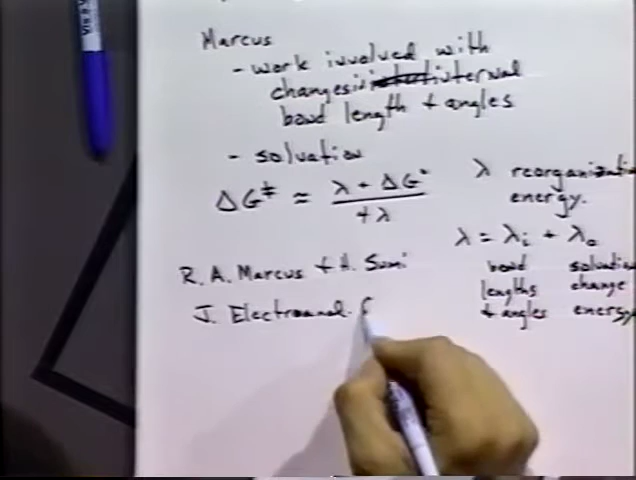 Marcus
- work involved with
changes in internal
bond length + angles
- solvation
ΔG‡ ≈ λ + ΔG° / 4λ
λ reorganization
energy.
λ = λi + λo
bond lengths + angles
solvation change energy
R. A. Marcus + H. Sumi
J. Electroanal. C